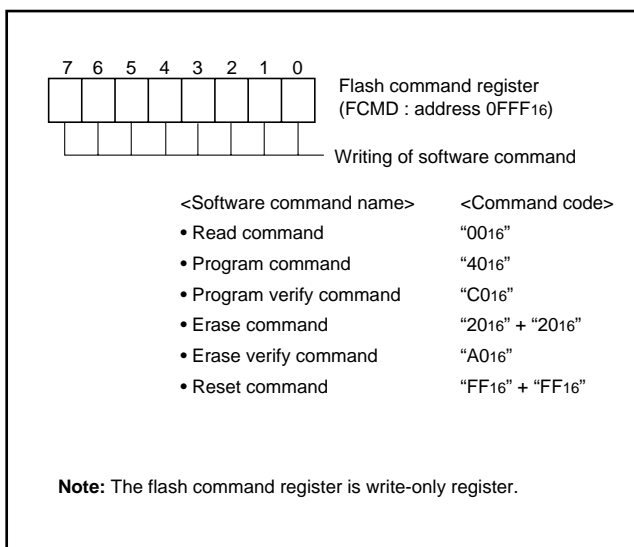 7 6 5 4 3 2 1 0
Flash command register
(FCMD : address 0FFF16)
Writing of software command
<Software command name> <Command code>
• Read command “0016”
• Program command “4016”
• Program verify command “C016”
• Erase command “2016” + “2016”
• Erase verify command “A016”
• Reset command “FF16” + “FF16”
Note: The flash command register is write-only register.